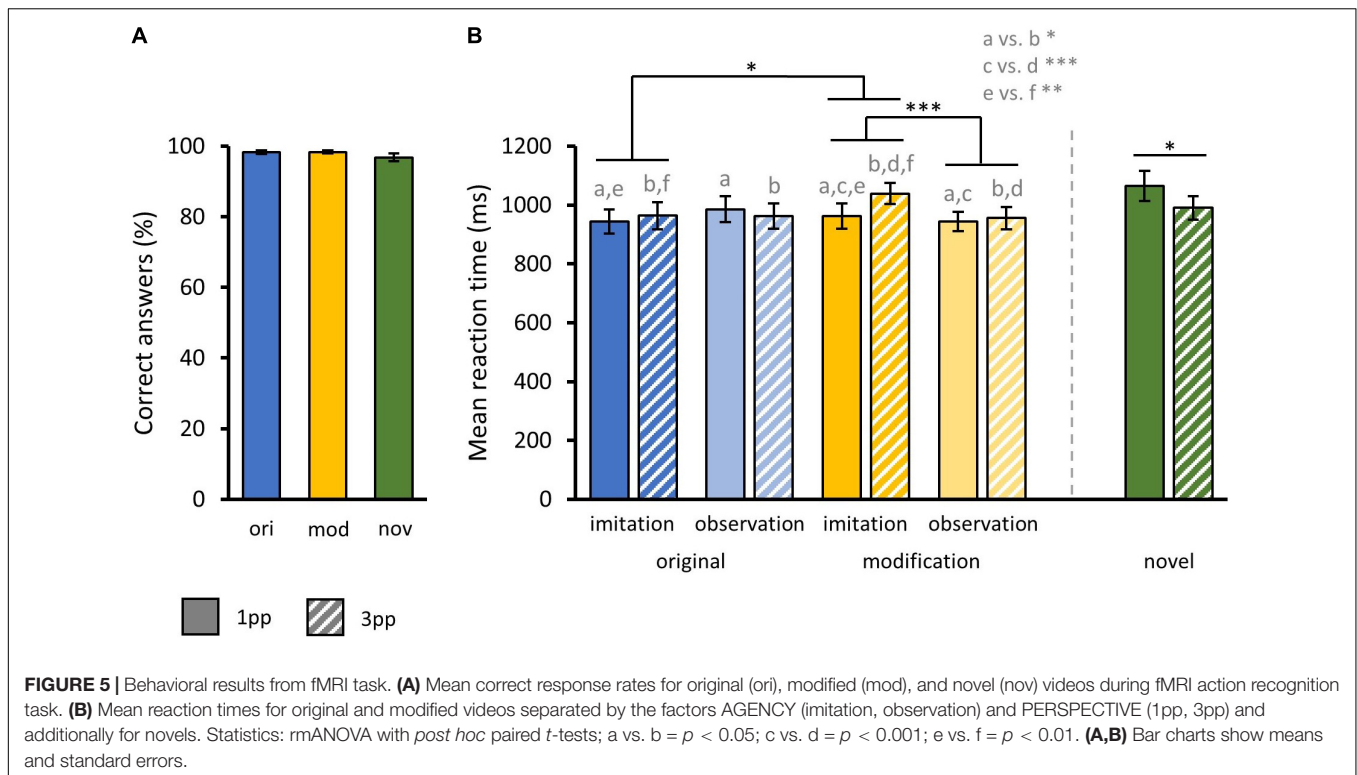 A
B
a vs. b *
c vs. d ***
e vs. f **
*
***
*
Correct answers (%)
100
80
60
40
20
0
ori mod nov
Mean reaction time (ms)
1200
1000
800
600
400
200
0
a,e b,f a b a,c,e b,d,f a,c b,d
imitation observation imitation observation
original modification novel
1pp 3pp
FIGURE 5 | Behavioral results from fMRI task. (A) Mean correct response rates for original (ori), modified (mod), and novel (nov) videos during fMRI action recognition
task. (B) Mean reaction times for original and modified videos separated by the factors AGENCY (imitation, observation) and PERSPECTIVE (1pp, 3pp) and
additionally for novels. Statistics: rmANOVA with post hoc paired t-tests; a vs. b = p < 0.05; c vs. d = p < 0.001; e vs. f = p < 0.01. (A,B) Bar charts show means
and standard errors.